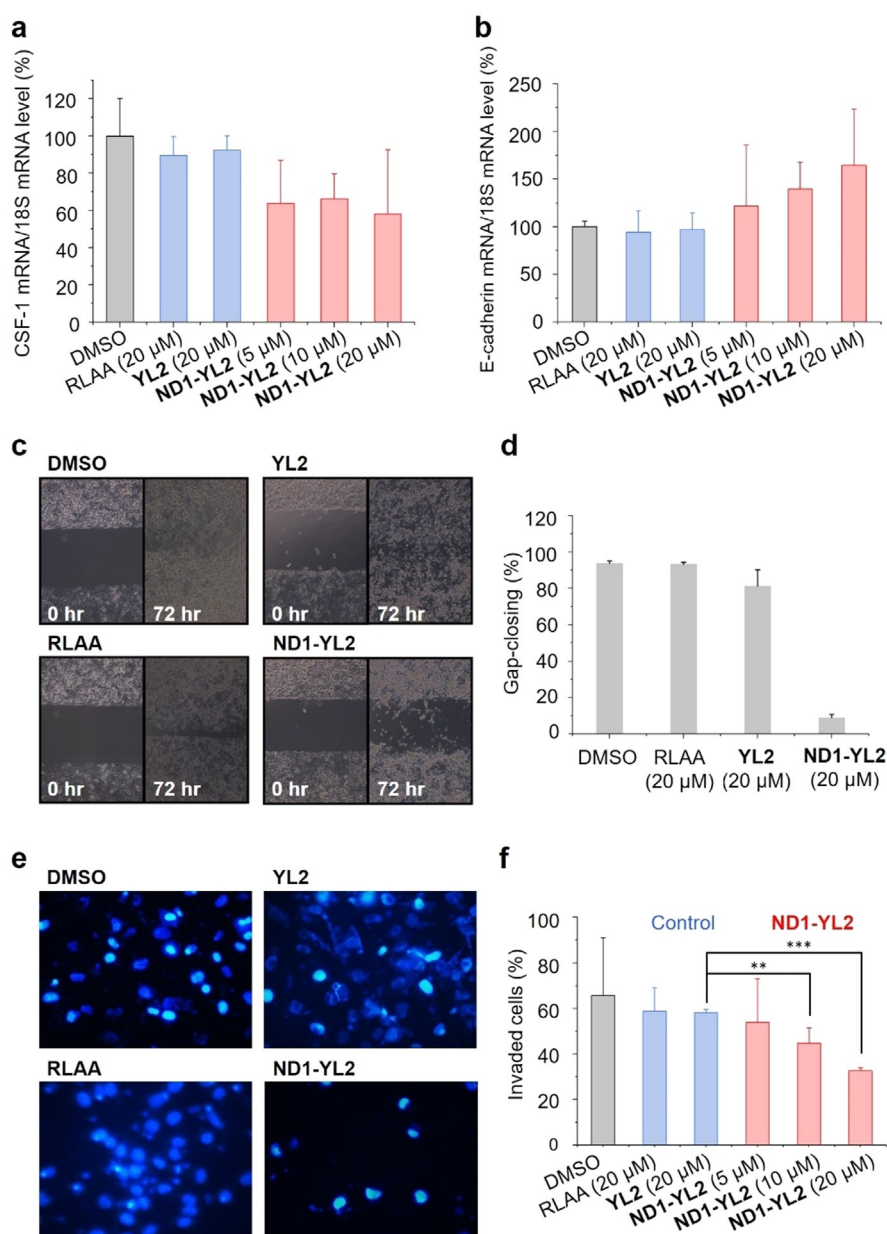 a
CSF-1 mRNA/18S mRNA level (%)
120
100
80
60
40
20
0
DMSO
RLAA (20 µM)
YL2 (20 µM)
ND1-YL2 (5 µM)
ND1-YL2 (10 µM)
ND1-YL2 (20 µM)
b
E-cadherin mRNA/18S mRNA level (%)
250
200
150
100
50
0
DMSO
RLAA (20 µM)
YL2 (20 µM)
ND1-YL2 (5 µM)
ND1-YL2 (10 µM)
ND1-YL2 (20 µM)
c
DMSO
YL2
0 hr
72 hr
0 hr
72 hr
RLAA
ND1-YL2
0 hr
72 hr
0 hr
72 hr
d
Gap-closing (%)
120
100
80
60
40
20
0
DMSO
RLAA
(20 µM)
YL2
(20 µM)
ND1-YL2
(20 µM)
e
DMSO
YL2
RLAA
ND1-YL2
f
Invaded cells (%)
100
80
60
40
20
0
Control
ND1-YL2
***
**
DMSO
RLAA (20 µM)
YL2 (20 µM)
ND1-YL2 (5 µM)
ND1-YL2 (10 µM)
ND1-YL2 (20 µM)